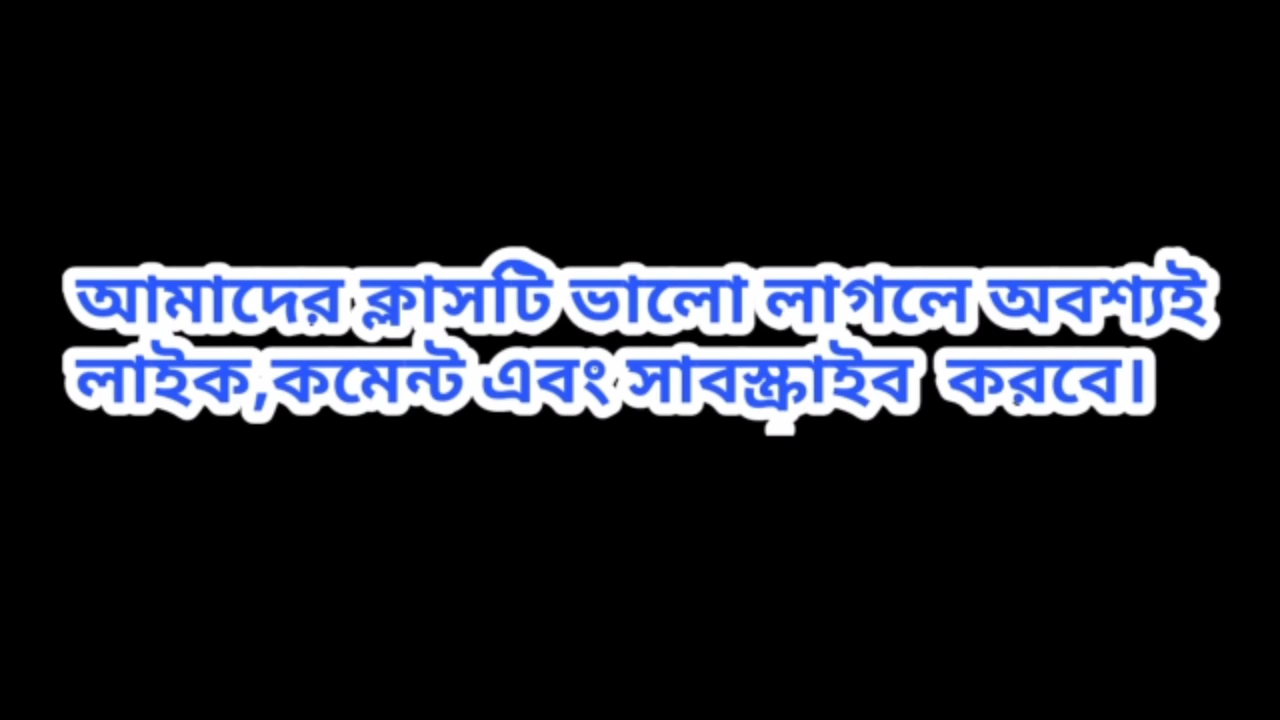 আমাদের ক্লাসটি ভালো লাগলে অবশ্যই
লাইক,কমেন্ট এবং সাবস্ক্রাইব করবে।